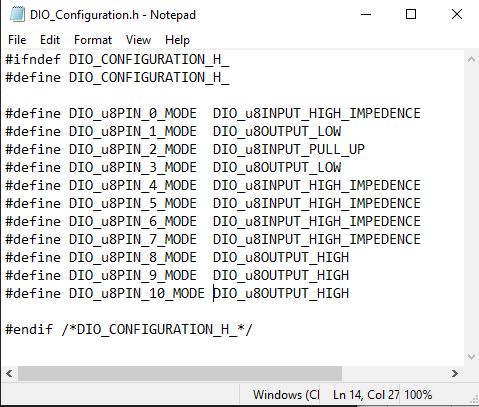 DIO_Configuration.h - Notepad
File Edit Format View Help
#ifndef DIO_CONFIGURATION_H_
#define DIO_CONFIGURATION_H_
#define DIO_u8PIN_0_MODE  DIO_u8INPUT_HIGH_IMPEDENCE
#define DIO_u8PIN_1_MODE  DIO_u8OUTPUT_LOW
#define DIO_u8PIN_2_MODE  DIO_u8INPUT_PULL_UP
#define DIO_u8PIN_3_MODE  DIO_u8OUTPUT_LOW
#define DIO_u8PIN_4_MODE  DIO_u8INPUT_HIGH_IMPEDENCE
#define DIO_u8PIN_5_MODE  DIO_u8INPUT_HIGH_IMPEDENCE
#define DIO_u8PIN_6_MODE  DIO_u8INPUT_HIGH_IMPEDENCE
#define DIO_u8PIN_7_MODE  DIO_u8INPUT_HIGH_IMPEDENCE
#define DIO_u8PIN_8_MODE  DIO_u8OUTPUT_HIGH
#define DIO_u8PIN_9_MODE  DIO_u8OUTPUT_HIGH
#define DIO_u8PIN_10_MODE DIO_u8OUTPUT_HIGH
#endif /*DIO_CONFIGURATION_H_*/
Windows (Cl Ln 14, Col 27 100%